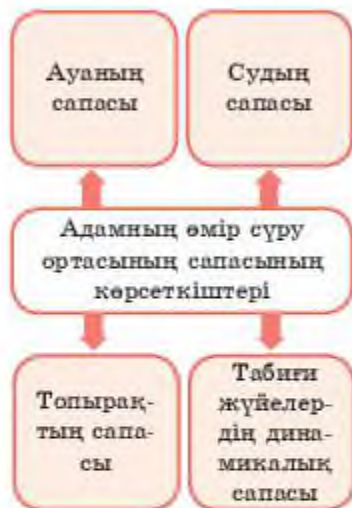 Ауаның
сапасы
Судың
сапасы
Адамның өмір сүру
ортасының сапасының
көрсеткіштері
Топырақ-
тың сапа-
сы
Табиғи
жүйелер-
дің дина-
микалық
сапасы